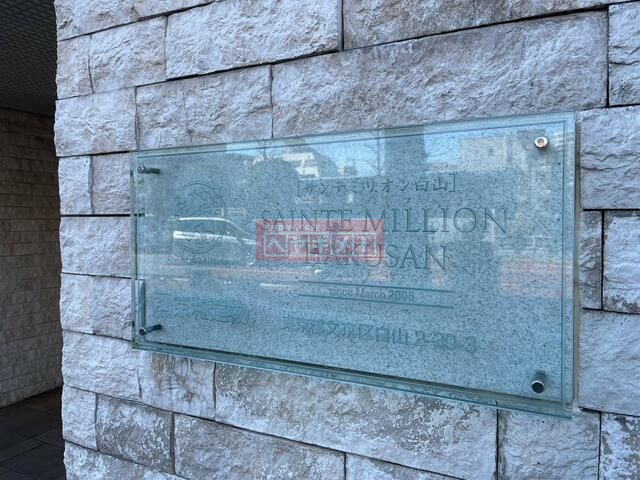 [サンテミリオン白山]
SAINTE MILLION
HAKUSAN
since March 2005
文京区白山2-20-3